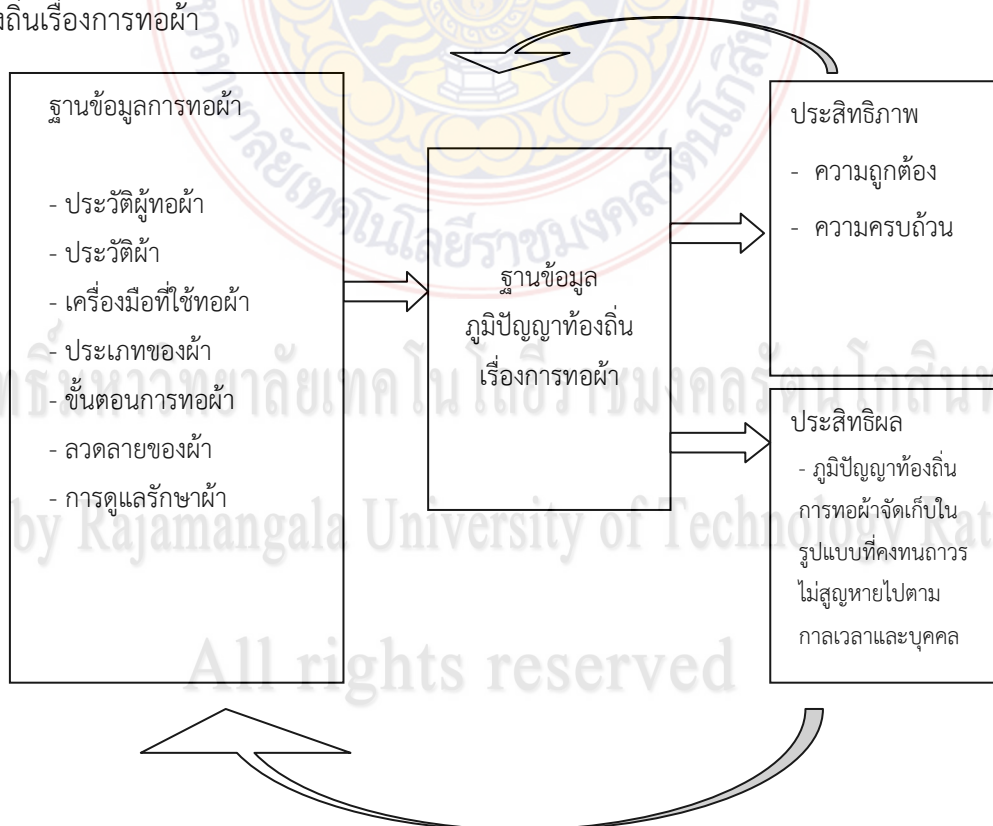 งถิ่นเรื่องการทอผ้า
ฐานข้อมูลการทอผ้า
- ประวัติผู้ทอผ้า
- ประวัติผ้า
- เครื่องมือที่ใช้ทอผ้า
- ประเภทของผ้า
- ขั้นตอนการทอผ้า
- ลวดลายของผ้า
- การดูแลรักษาผ้า
ฐานข้อมูล
ภูมิปัญญาท้องถิ่น
เรื่องการทอผ้า
ประสิทธิภาพ
- ความถูกต้อง
- ความครบถ้วน
ประสิทธิผล
- ภูมิปัญญาท้องถิ่น
การทอผ้าจัดเก็บใน
รูปแบบที่คงทนถาวร
ไม่สูญหายไปตาม
กาลเวลาและบุคคล
by Rajamangala University of Technology Rat
All rights reserved